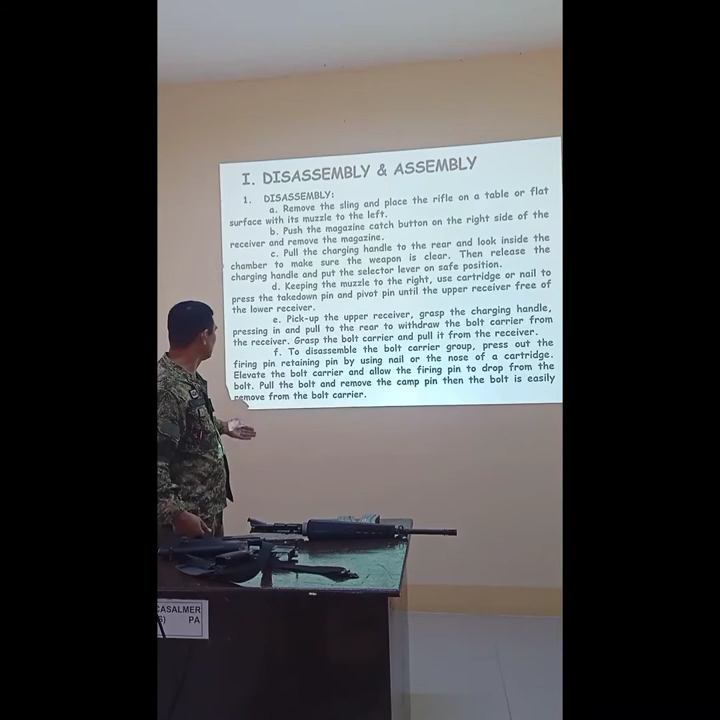 I. DISASSEMBLY & ASSEMBLY
1. DISASSEMBLY:
a. Remove the sling and place the rifle on a table or flat
surface with its muzzle to the left.
b. Push the magazine catch button on the right side of the
receiver and remove the magazine.
c. Pull the charging handle to the rear and look inside the
chamber to make sure the weapon is clear. Then release the
charging handle and put the selector lever on safe position.
d. Keeping the muzzle to the right, use cartridge or nail to
press the takedown pin and pivot pin until the upper receiver free of
the lower receiver.
e. Pick-up the upper receiver, grasp the charging handle,
pressing in and pull to the rear to withdraw the bolt carrier from
the receiver. Grasp the bolt carrier and pull it from the receiver.
f. To disassemble the bolt carrier group, press out the
firing pin retaining pin by using nail or the nose of a cartridge.
Elevate the bolt carrier and allow the firing pin to drop from the
bolt. Pull the bolt and remove the camp pin then the bolt is easily
remove from the bolt carrier.
CASALMER
PA